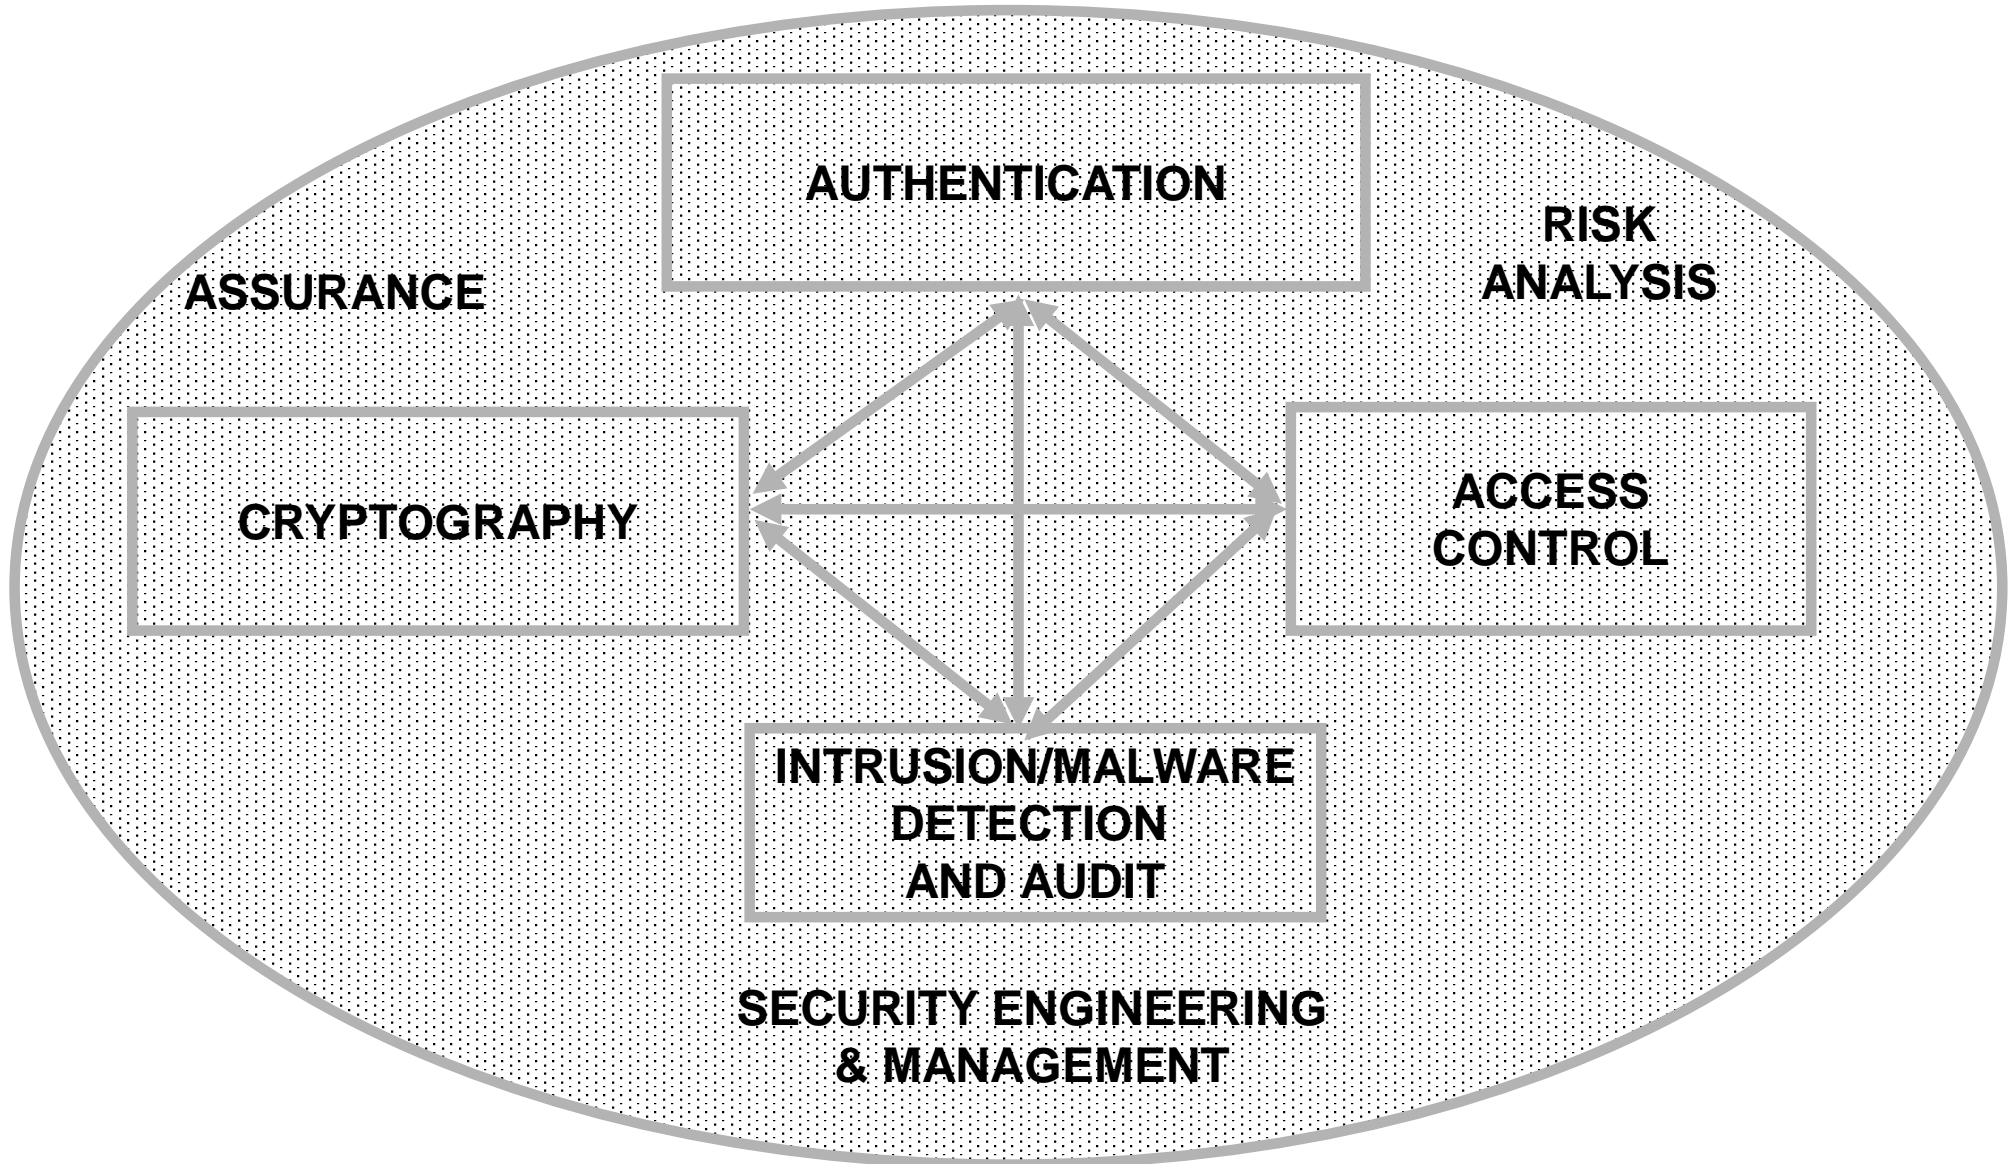 AUTHENTICATION
RISK
ANALYSIS
ASSURANCE
CRYPTOGRAPHY
ACCESS
CONTROL
INTRUSION/MALWARE
DETECTION
AND AUDIT
SECURITY ENGINEERING
& MANAGEMENT